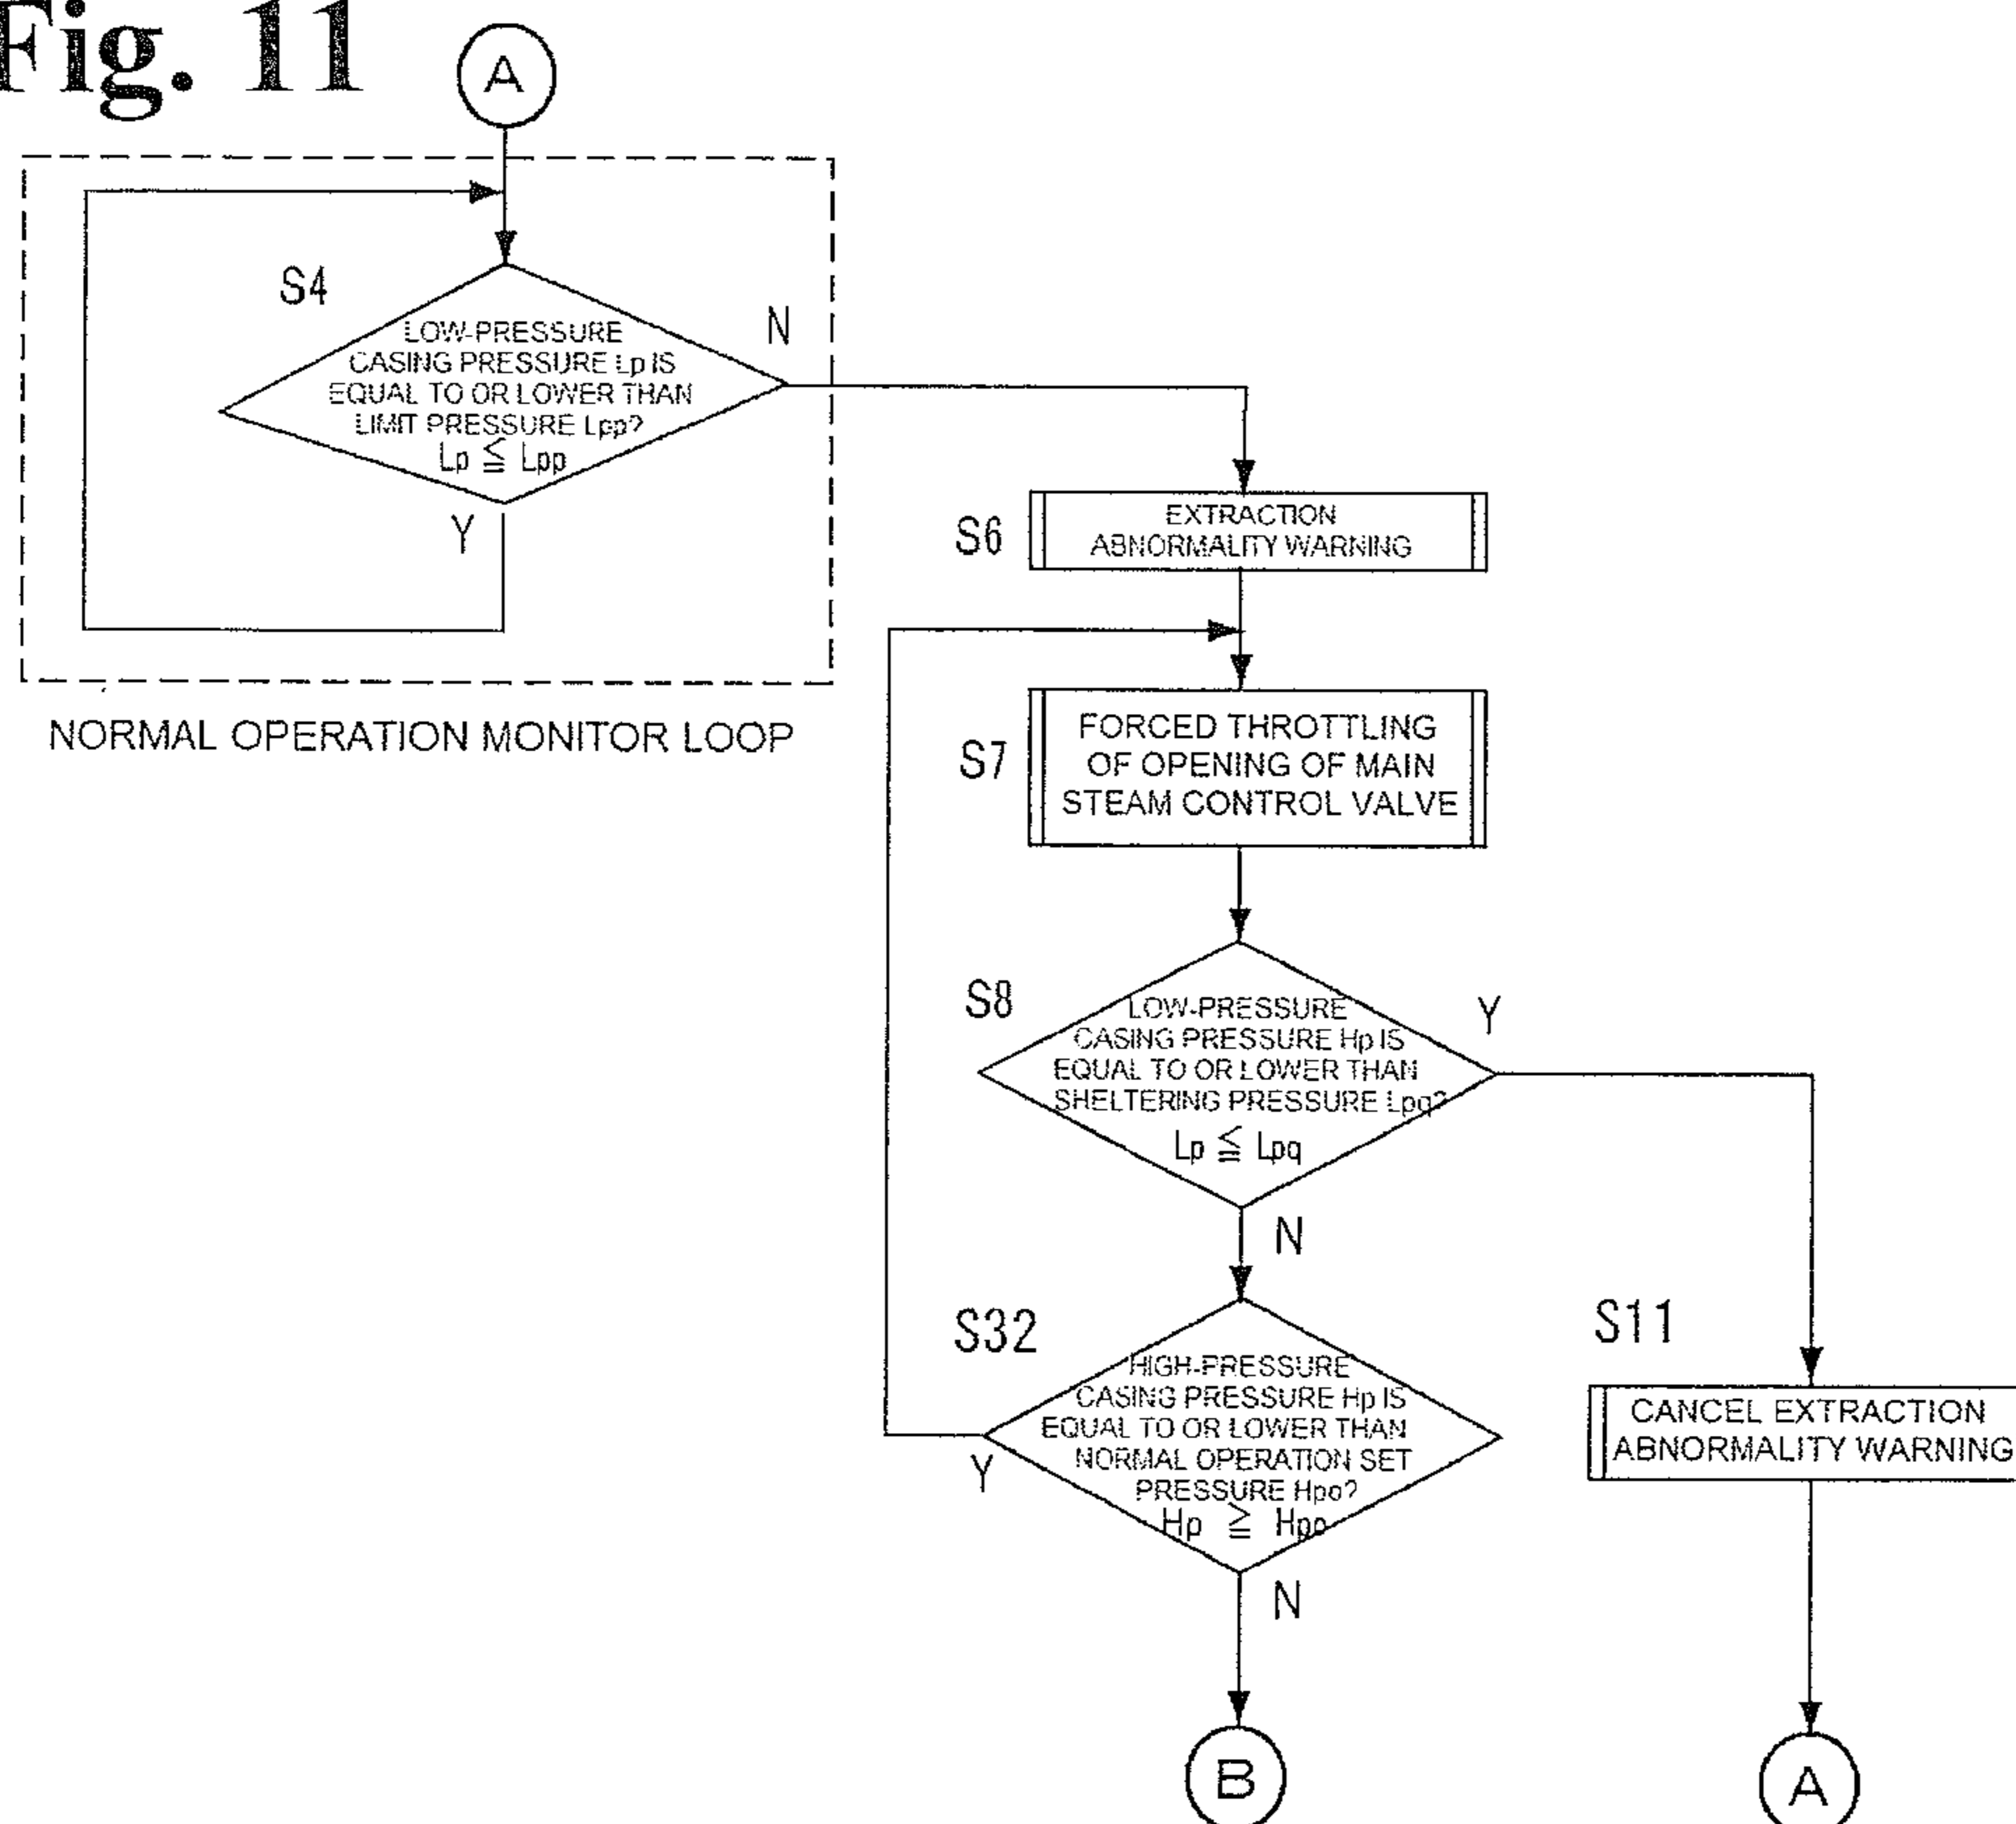 Fig. 11
A
S4
LOW-PRESSURE
CASING PRESSURE Lp IS
EQUAL TO OR LOWER THAN
LIMIT PRESSURE Lpp?
Lp ≦ Lpp
N
Y
NORMAL OPERATION MONITOR LOOP
S6
EXTRACTION
ABNORMALITY WARNING
S7
FORCED THROTTLING
OF OPENING OF MAIN
STEAM CONTROL VALVE
S8
LOW-PRESSURE
CASING PRESSURE Hp IS
EQUAL TO OR LOWER THAN
SHELTERING PRESSURE Lpq?
Lp ≦ Lpq
Y
N
S32
HIGH-PRESSURE
CASING PRESSURE Hp IS
EQUAL TO OR LOWER THAN
NORMAL OPERATION SET
PRESSURE Hpo?
Hp ≧ Hpo
Y
N
S11
CANCEL EXTRACTION
ABNORMALITY WARNING
B
A